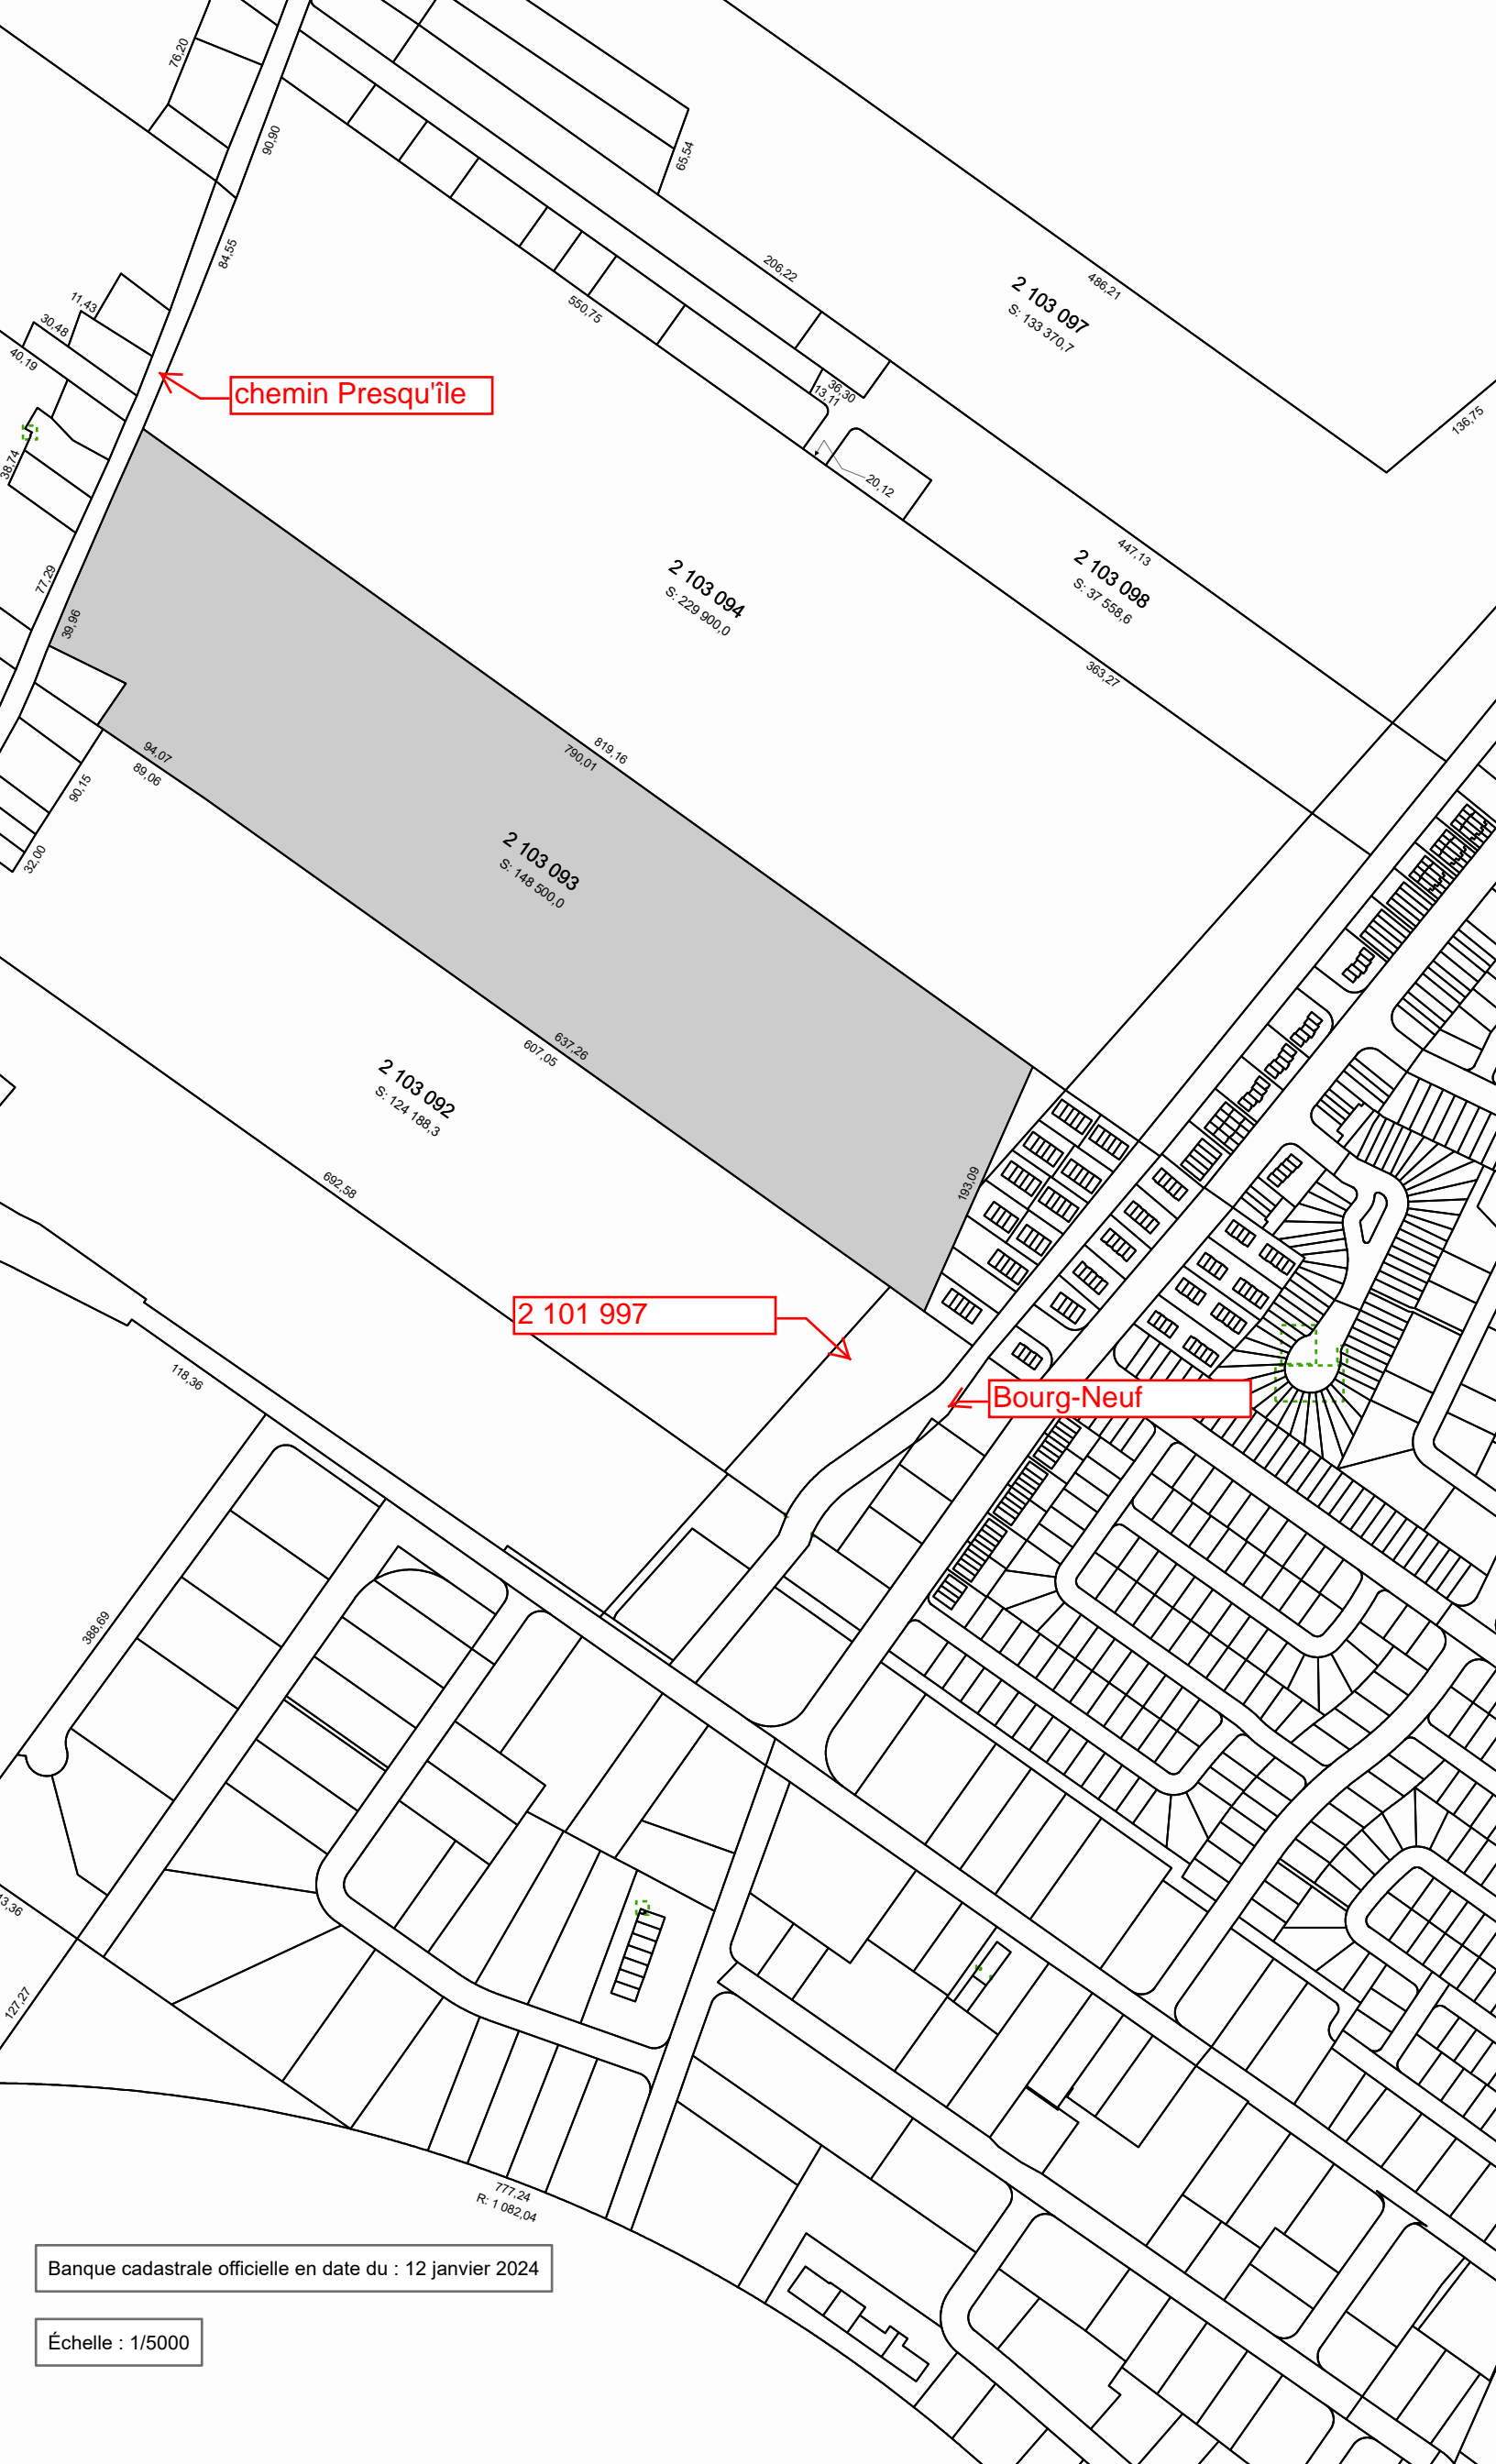 76,20
90,90
65,54
84,55
206,22
486,21
2 103 097
S: 133 370,7
11,43
30,48
40,19
550,75
chemin Presqu'île
36,30
13,11
136,75
38,74
20,12
447,13
2 103 098
S: 37 558,6
77,29
39,96
2 103 094
S: 229 900,0
363,27
94,07
89,06
90,15
819,16
790,01
32,00
2 103 093
S: 148 500,0
637,26
607,05
2 103 092
S: 124 188,3
692,58
193,09
2 101 997
118,36
Bourg-Neuf
388,69
3,36
127,27
777,24
R: 1 082,04
Banque cadastrale officielle en date du : 12 janvier 2024
Échelle : 1/5000